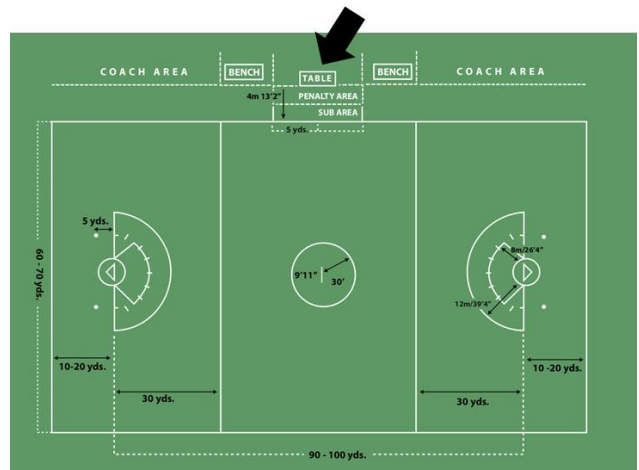 COACH AREA
BENCH
TABLE
BENCH
COACH AREA
4m 13'2"
PENALTY AREA
SUB AREA
5 yds.
5 yds.
60 - 70 yds.
8m/26'4"
9'11"
30'
12m/39'4"
10-20 yds.
10 -20 yds.
30 yds.
30 yds.
90 - 100 yds.